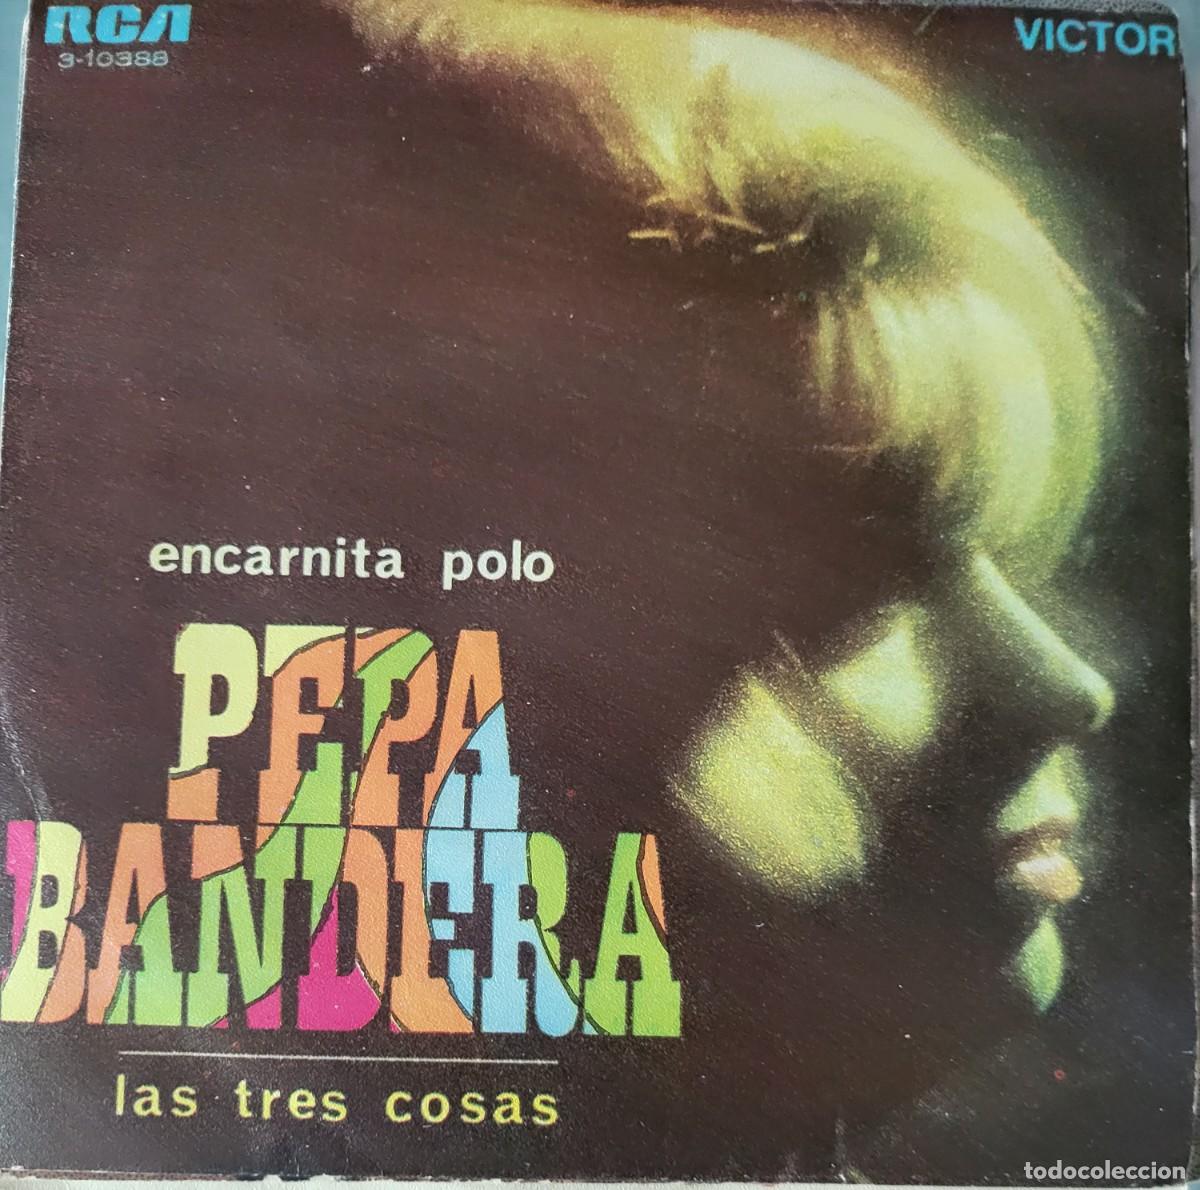 RCA
VICTOR
3-10388
encarnita polo
PEPA
BANDERA
las tres cosas
todocoleccion